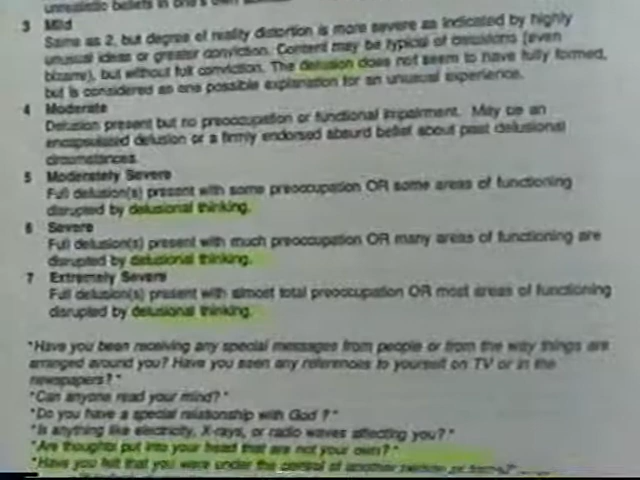 unrealistic beliefs in one's own
3 Mild
Same as 2, but degree of reality distortion is more severe as indicated by highly
unusual ideas or greater conviction. Content may be typical of delusions (even
bizarre), but without full conviction. The delusion does not seem to have fully formed,
but is considered as one possible explanation for an unusual experience.
4 Moderate
Delusion present but no preoccupation or functional impairment. May be an
encapsulated delusion or a firmly endorsed absurd belief about past delusional
circumstances.
5 Moderately Severe
Full delusion(s) present with some preoccupation OR some areas of functioning
disrupted by delusional thinking.
6 Severe
Full delusion(s) present with much preoccupation OR many areas of functioning are
disrupted by delusional thinking.
7 Extremely Severe
Full delusion(s) present with almost total preoccupation OR most areas of functioning
disrupted by delusional thinking.
"Have you been receiving any special messages from people or from the way things are
arranged around you? Have you seen any references to yourself on TV or in the
newspapers?"
"Can anyone read your mind?"
"Do you have a special relationship with God?"
"Is anything like electricity, X-rays, or radio waves affecting you?"
"Are thoughts put into your head that are not your own?"
"Have you felt that you were under the control of another person or force?"